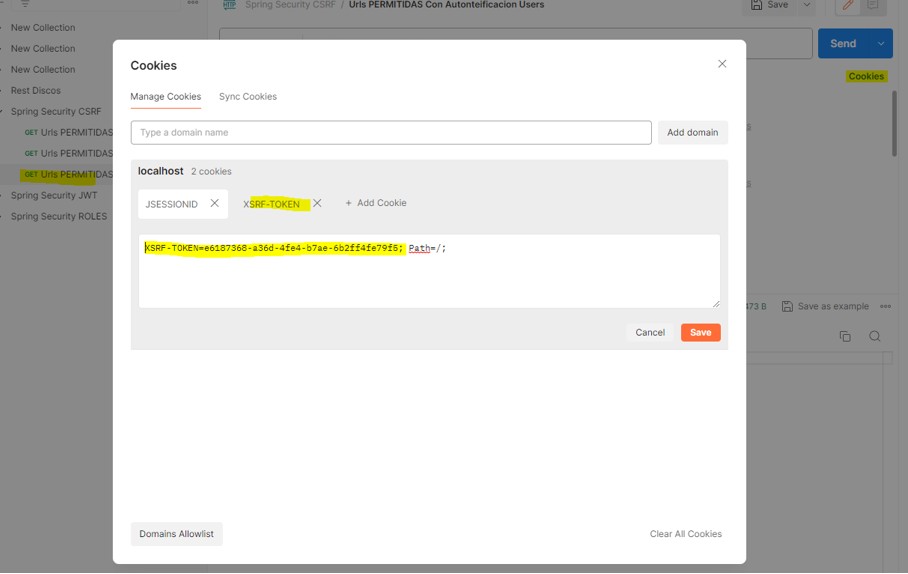 Spring Security CSRF / Urls PERMITIDAS Con Autonteificacion Users
Save
New Collection
New Collection
New Collection
Rest Discos
Spring Security CSRF
GET Urls PERMITIDAS
GET Urls PERMITIDAS
GET Urls PERMITIDAS
Spring Security JWT
Spring Security ROLES
Send
Cookies
Cookies
Manage Cookies
Sync Cookies
Type a domain name
Add domain
localhost 2 cookies
JSESSIONID
XSRF-TOKEN
+ Add Cookie
XSRF-TOKEN=e6187368-a36d-4fe4-b7ae-6b2ff4fe79f5; Path=/;
Cancel
Save
473 B
Save as example
Domains Allowlist
Clear All Cookies